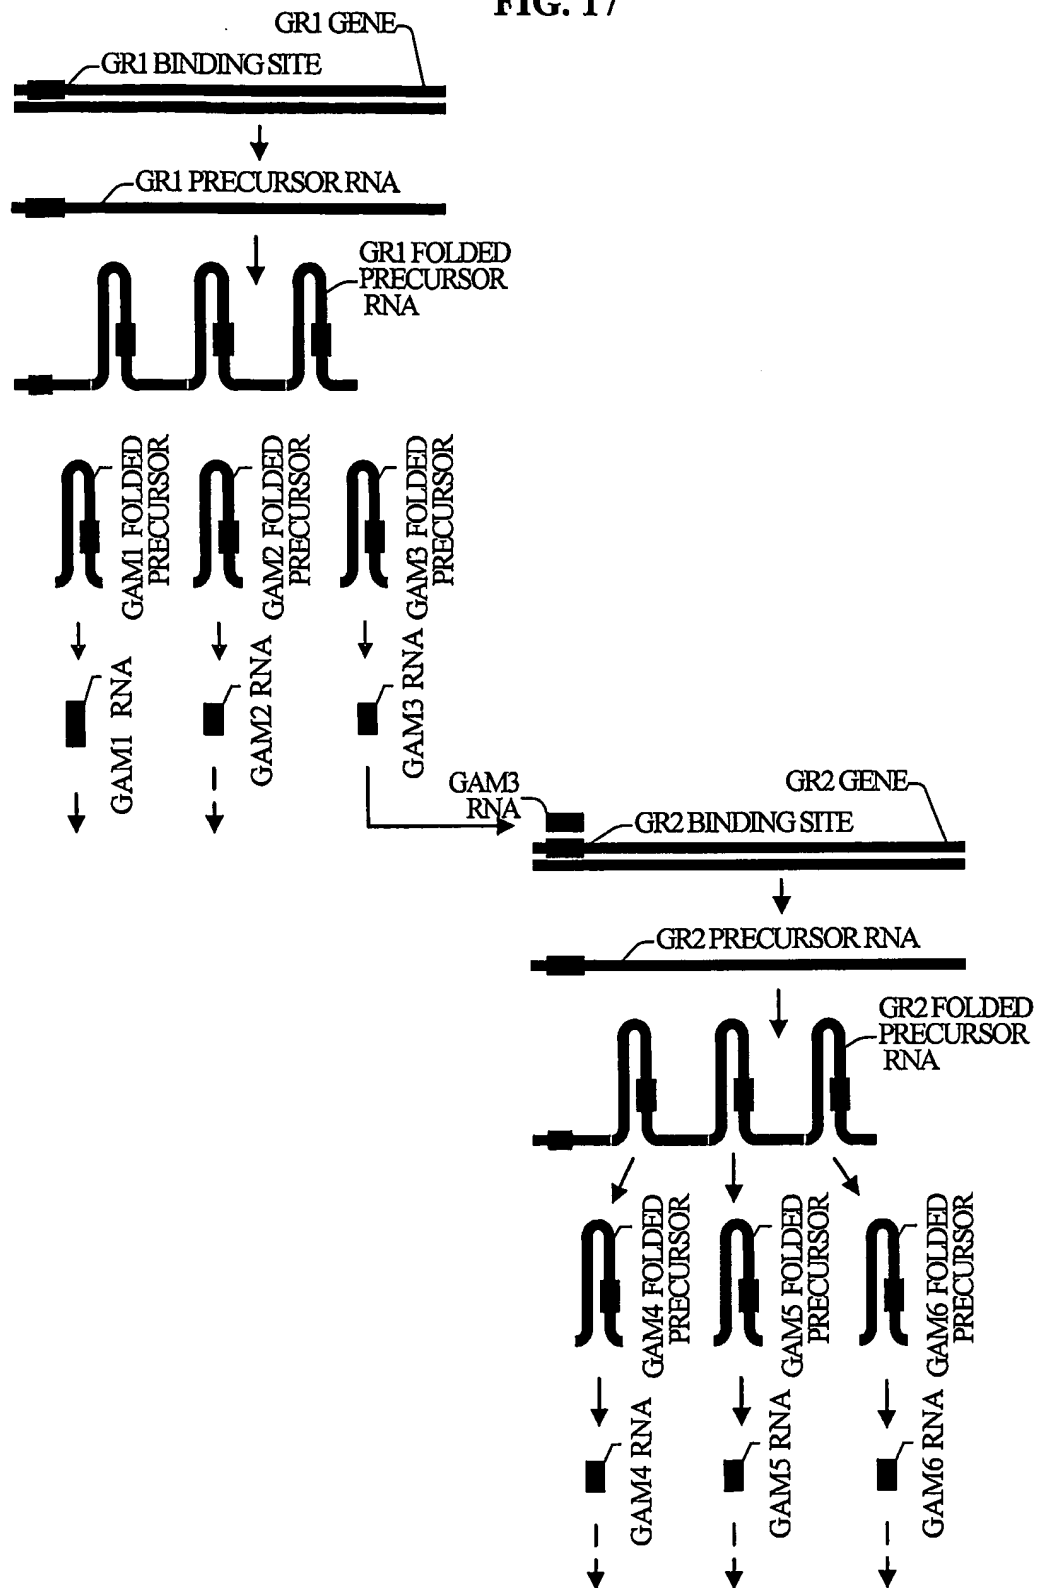 FIG. 17
GR1 GENE
GR1 BINDING SITE
GR1 PRECURSOR RNA
GR1 FOLDED
PRECURSOR
RNA
GAM1 FOLDED
PRECURSOR
GAM2 FOLDED
PRECURSOR
GAM3 FOLDED
PRECURSOR
GAM1 RNA
GAM2 RNA
GAM3 RNA
GAM3
RNA
GR2 GENE
GR2 BINDING SITE
GR2 PRECURSOR RNA
GR2 FOLDED
PRECURSOR
RNA
GAM4 FOLDED
PRECURSOR
GAM5 FOLDED
PRECURSOR
GAM6 FOLDED
PRECURSOR
GAM4 RNA
GAM5 RNA
GAM6 RNA